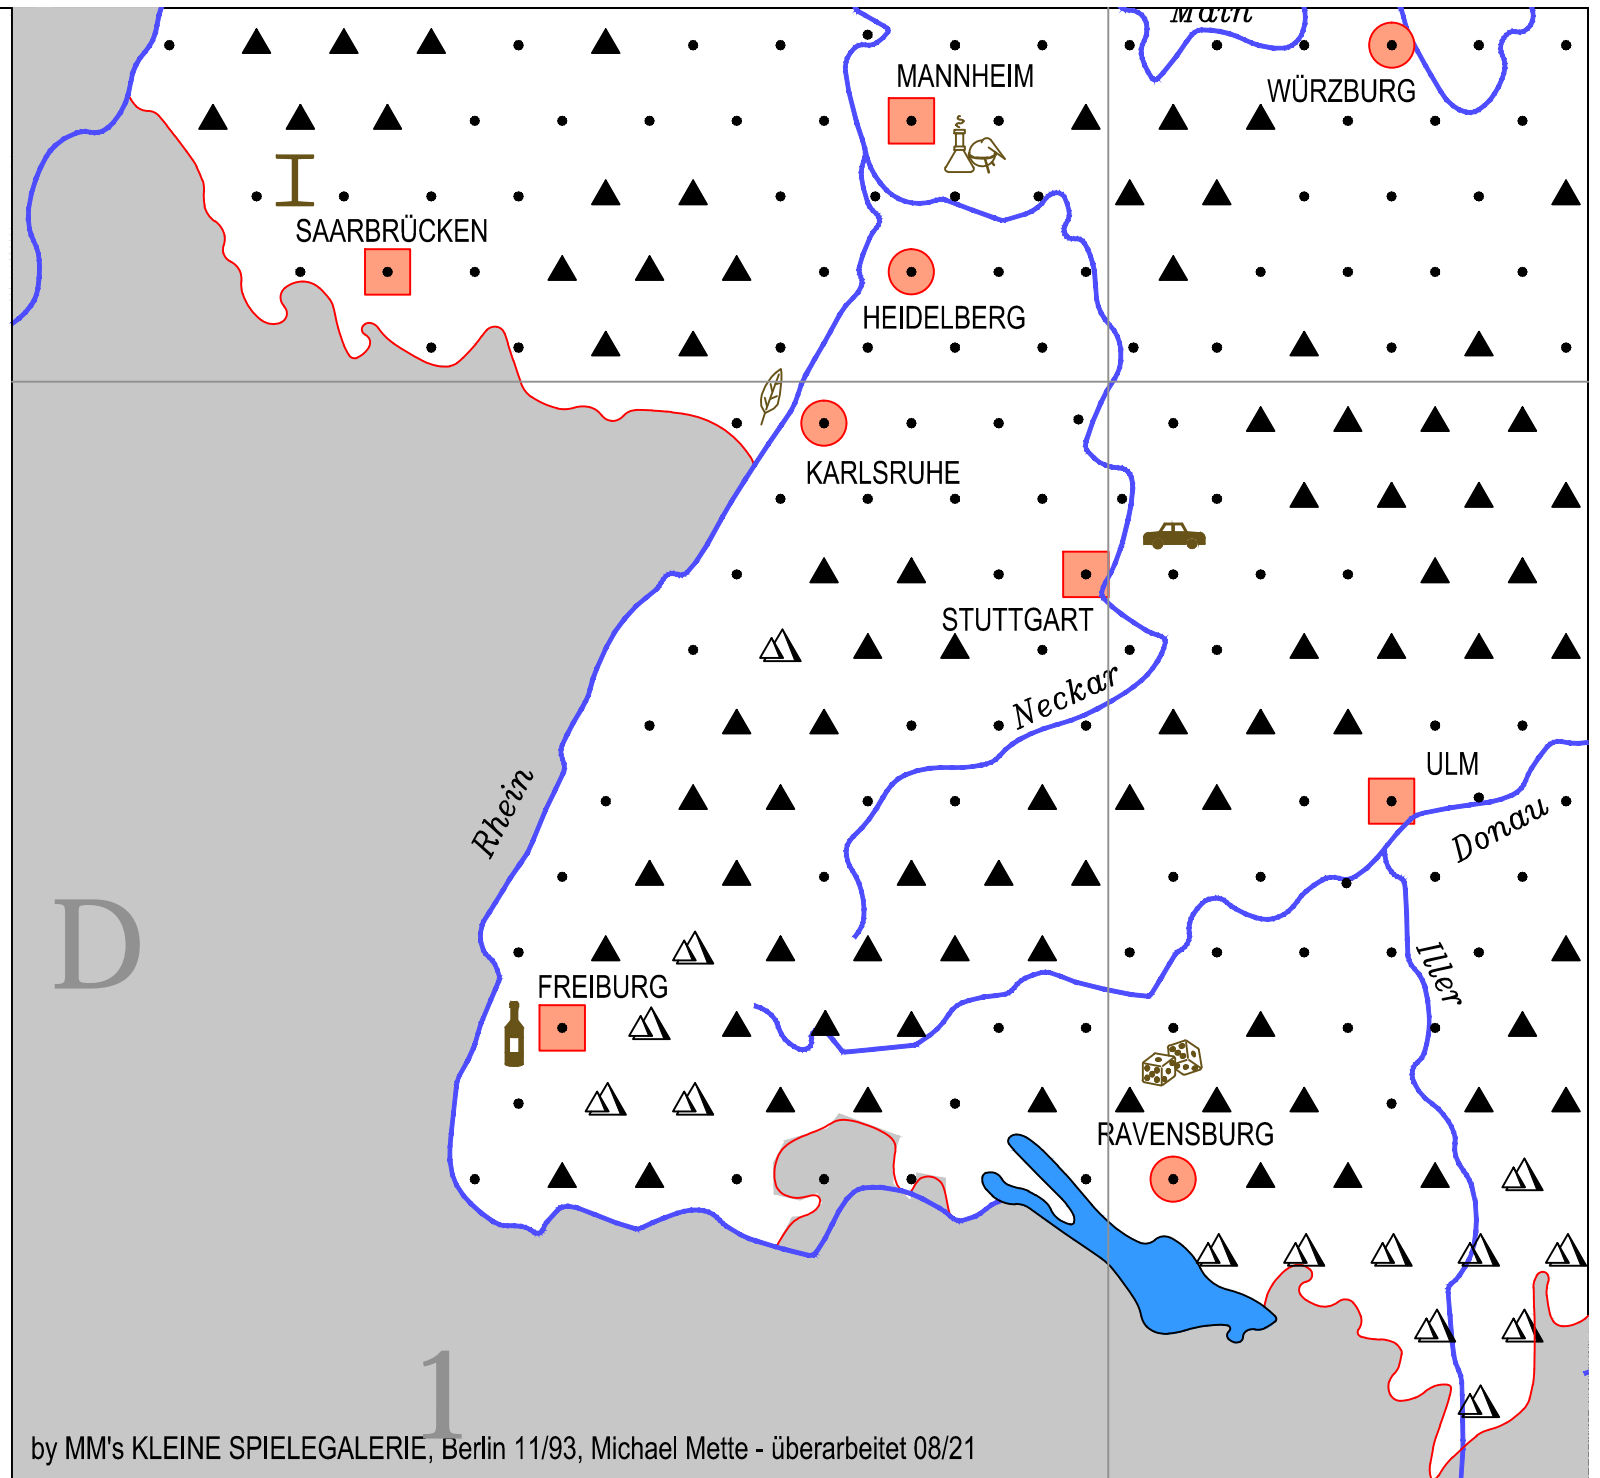 Main
MANNHEIM
WÜRZBURG
SAARBRÜCKEN
HEIDELBERG
KARLSRUHE
STUTTGART
Neckar
ULM
Rhein
Donau
D
Iller
FREIBURG
RAVENSBURG
1
by MM's KLEINE SPIELEGALERIE, Berlin 11/93, Michael Mette - überarbeitet 08/21